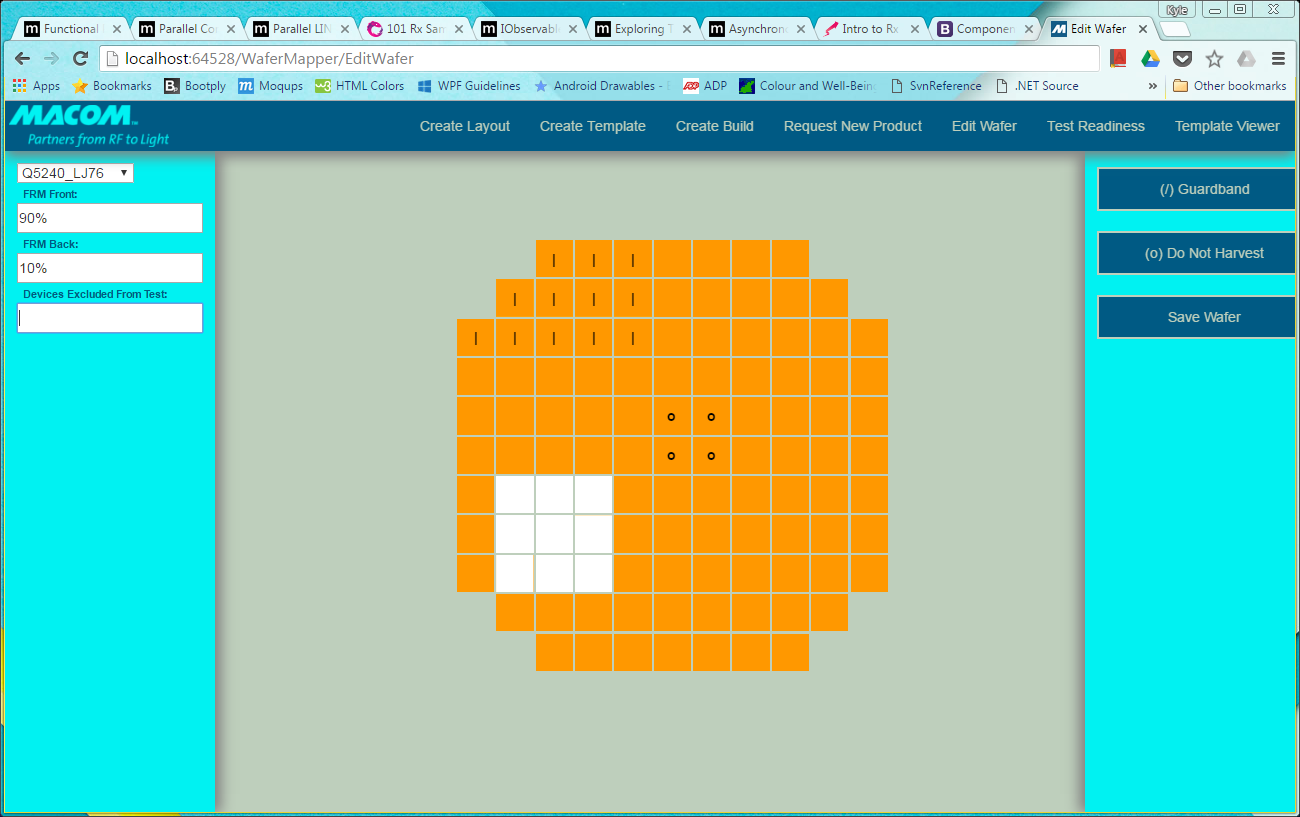 Kyle
Functional
Parallel Co
Parallel LIN
101 Rx Sam
IObservabl
Exploring T
Asynchron
Intro to Rx
Componen
Edit Wafer
localhost:64528/WaferMapper/EditWafer
Apps Bookmarks Bootply Moqups HTML Colors WPF Guidelines Android Drawables - ADP Colour and Well-Bein SvnReference .NET Source » Other bookmarks
MACOM™
Partners from RF to Light
Create Layout Create Template Create Build Request New Product Edit Wafer Test Readiness Template Viewer
Q5240_LJ76
FRM Front:
90%
FRM Back:
10%
Devices Excluded From Test:
| | |
| | | |
| | | | |
o o
o o
(/) Guardband
(o) Do Not Harvest
Save Wafer